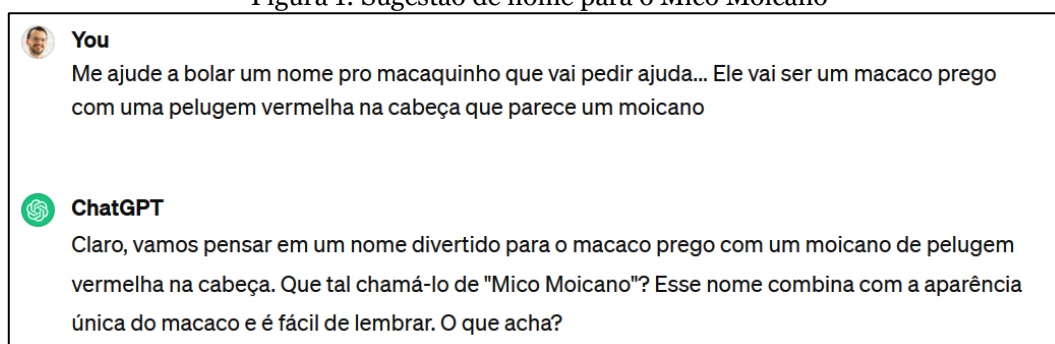 Figura 1: Sugestão de nome para o Mico Moicano
You
Me ajude a bolar um nome pro macaquinho que vai pedir ajuda... Ele vai ser um macaco prego
com uma pelugem vermelha na cabeça que parece um moicano
ChatGPT
Claro, vamos pensar em um nome divertido para o macaco prego com um moicano de pelugem
vermelha na cabeça. Que tal chamá-lo de "Mico Moicano"? Esse nome combina com a aparência
única do macaco e é fácil de lembrar. O que acha?